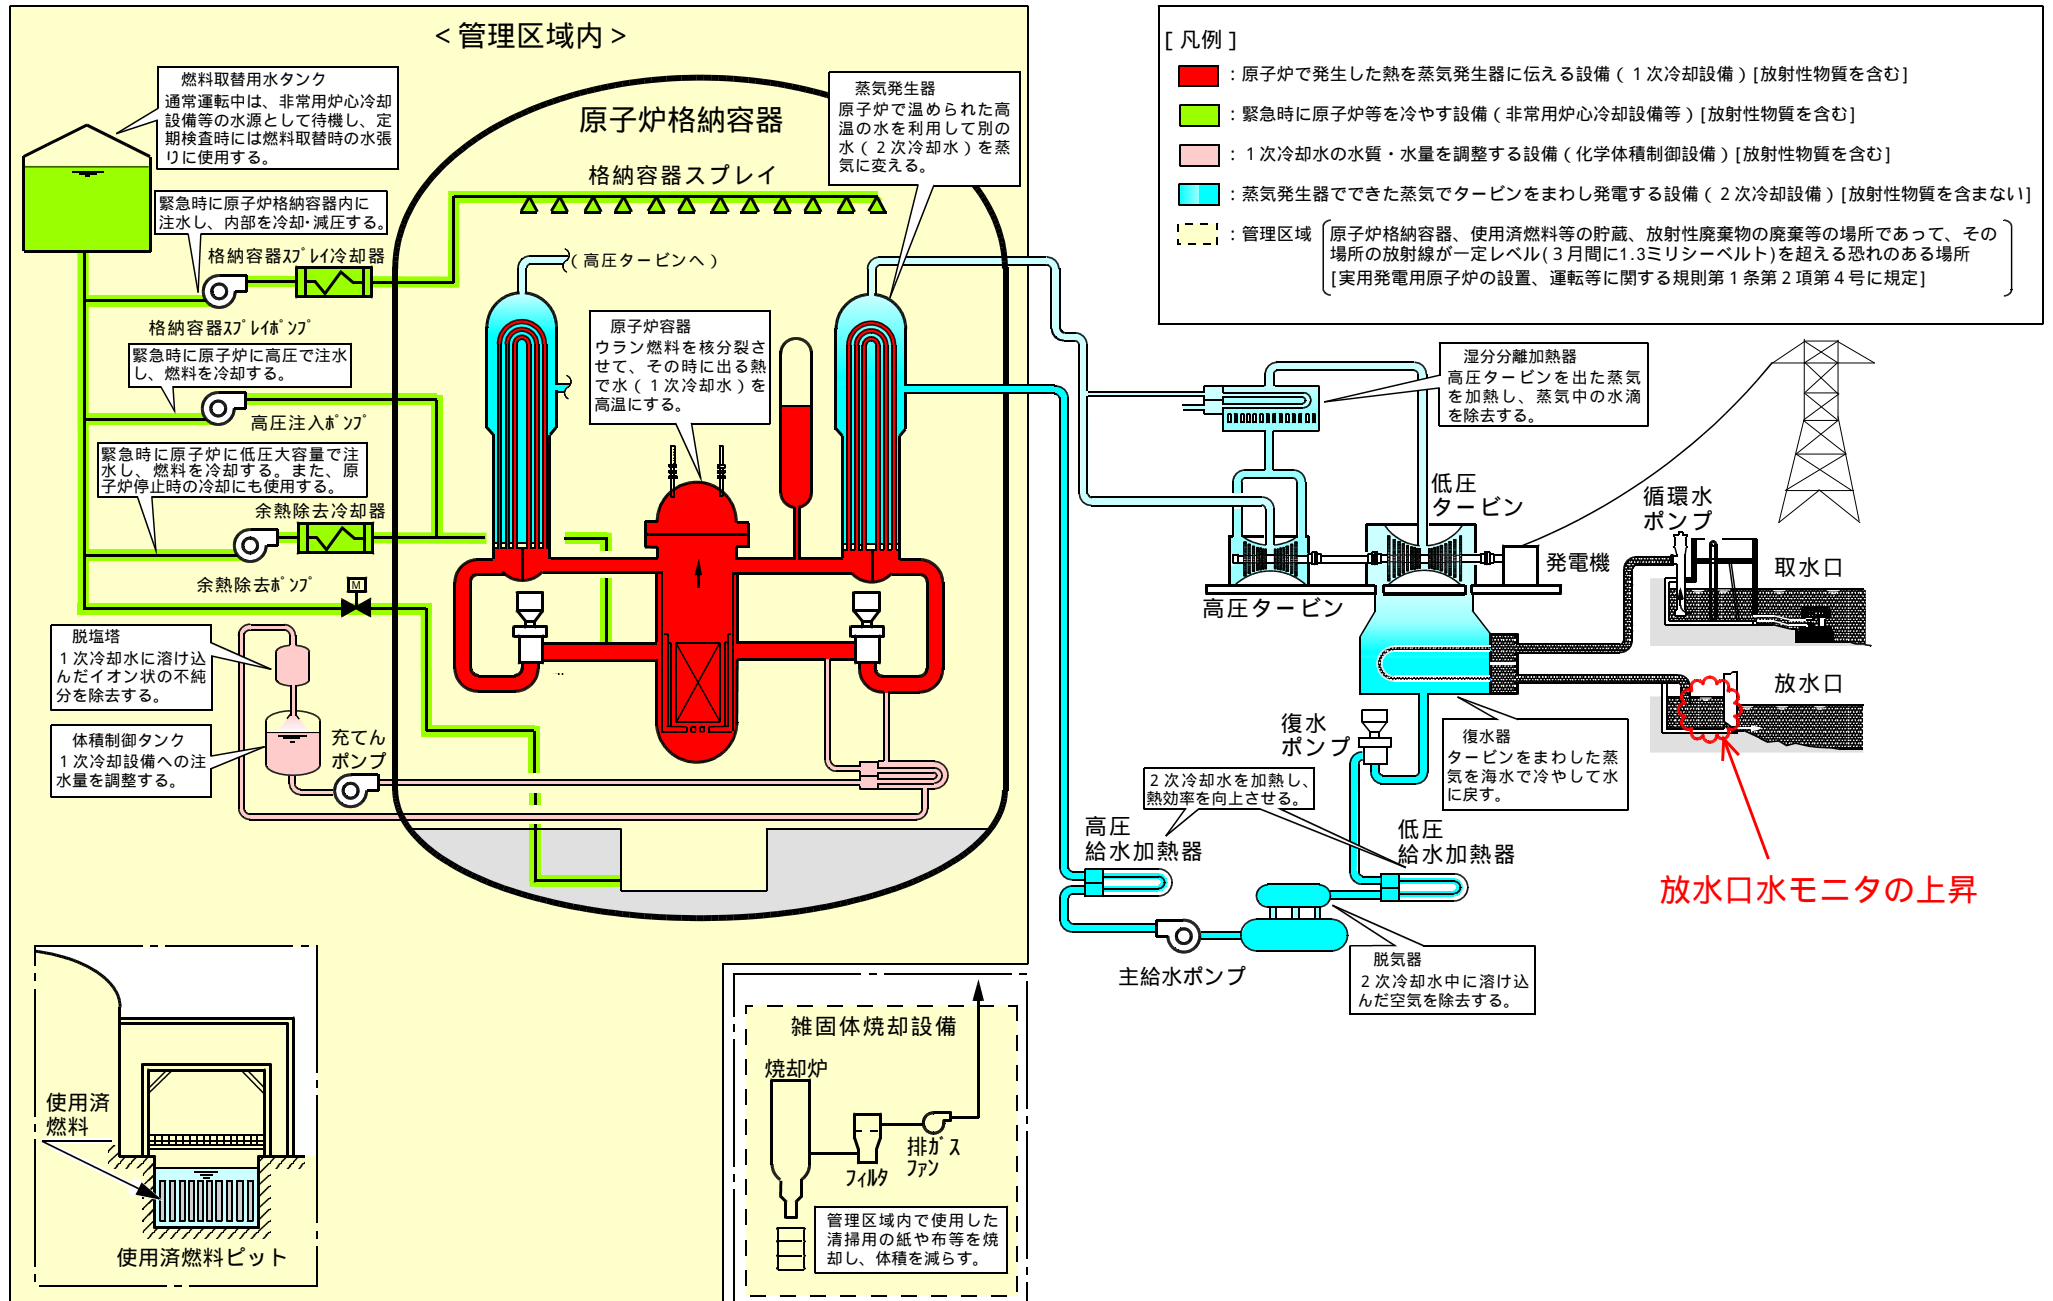 ＜管理区域内＞
燃料取替用水タンク
通常運転中は、非常用炉心冷却
設備等の水源として待機し、定
期検査時には燃料取替時の水張
りに使用する。
緊急時に原子炉格納容器内に
注水し、内部を冷却･減圧する。
格納容器ｽﾌﾟﾚｲ冷却器
格納容器ｽﾌﾟﾚｲﾎﾟﾝﾌﾟ
緊急時に原子炉に高圧で注水
し、燃料を冷却する。
高圧注入ﾎﾟﾝﾌﾟ
緊急時に原子炉に低圧大容量で注
水し、燃料を冷却する。また、原
子炉停止時の冷却にも使用する。
余熱除去冷却器
余熱除去ﾎﾟﾝﾌﾟ
M
脱塩塔
１次冷却水に溶け込
んだイオン状の不純
分を除去する。
体積制御タンク
１次冷却設備への注
水量を調整する。
充てん
ポンプ
原子炉格納容器
格納容器スプレイ
（高圧タービンへ）
蒸気発生器
原子炉で温められた高
温の水を利用して別の
水（２次冷却水）を蒸
気に変える。
原子炉容器
ウラン燃料を核分裂さ
せて、その時に出る熱
で水（１次冷却水）を
高温にする。
使用済
燃料
使用済燃料ピット
雑固体焼却設備
焼却炉
フィルタ
排ｶﾞｽ
ファン
管理区域内で使用した
清掃用の紙や布等を焼
却し、体積を減らす。
[ 凡例 ]
：原子炉で発生した熱を蒸気発生器に伝える設備（１次冷却設備）[放射性物質を含む]
：緊急時に原子炉等を冷やす設備（非常用炉心冷却設備等）[放射性物質を含む]
：１次冷却水の水質・水量を調整する設備（化学体積制御設備）[放射性物質を含む]
：蒸気発生器でできた蒸気でタービンをまわし発電する設備（２次冷却設備）[放射性物質を含まない]
：管理区域
原子炉格納容器、使用済燃料等の貯蔵、放射性廃棄物の廃棄等の場所であって、その
場所の放射線が一定レベル(３月間に1.3ミリシーベルト)を超える恐れのある場所
[実用発電用原子炉の設置、運転等に関する規則第１条第２項第４号に規定]
湿分分離加熱器
高圧タービンを出た蒸気
を加熱し、蒸気中の水滴
を除去する。
低圧
タービン
高圧タービン
発電機
循環水
ポンプ
取水口
放水口
復水
ポンプ
復水器
タービンをまわした蒸
気を海水で冷やして水
に戻す。
２次冷却水を加熱し、
熱効率を向上させる。
高圧
給水加熱器
低圧
給水加熱器
主給水ポンプ
脱気器
２次冷却水中に溶け込
んだ空気を除去する。
放水口水モニタの上昇